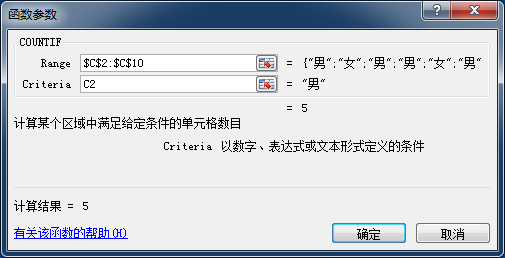 函数参数
COUNTIF
Range $C$2:$C$10 = {"男";"女";"男";"男";"女";"男"
Criteria C2 = "男"
= 5
计算某个区域中满足给定条件的单元格数目
Criteria 以数字、表达式或文本形式定义的条件
计算结果 = 5
有关该函数的帮助(H)
确定 取消